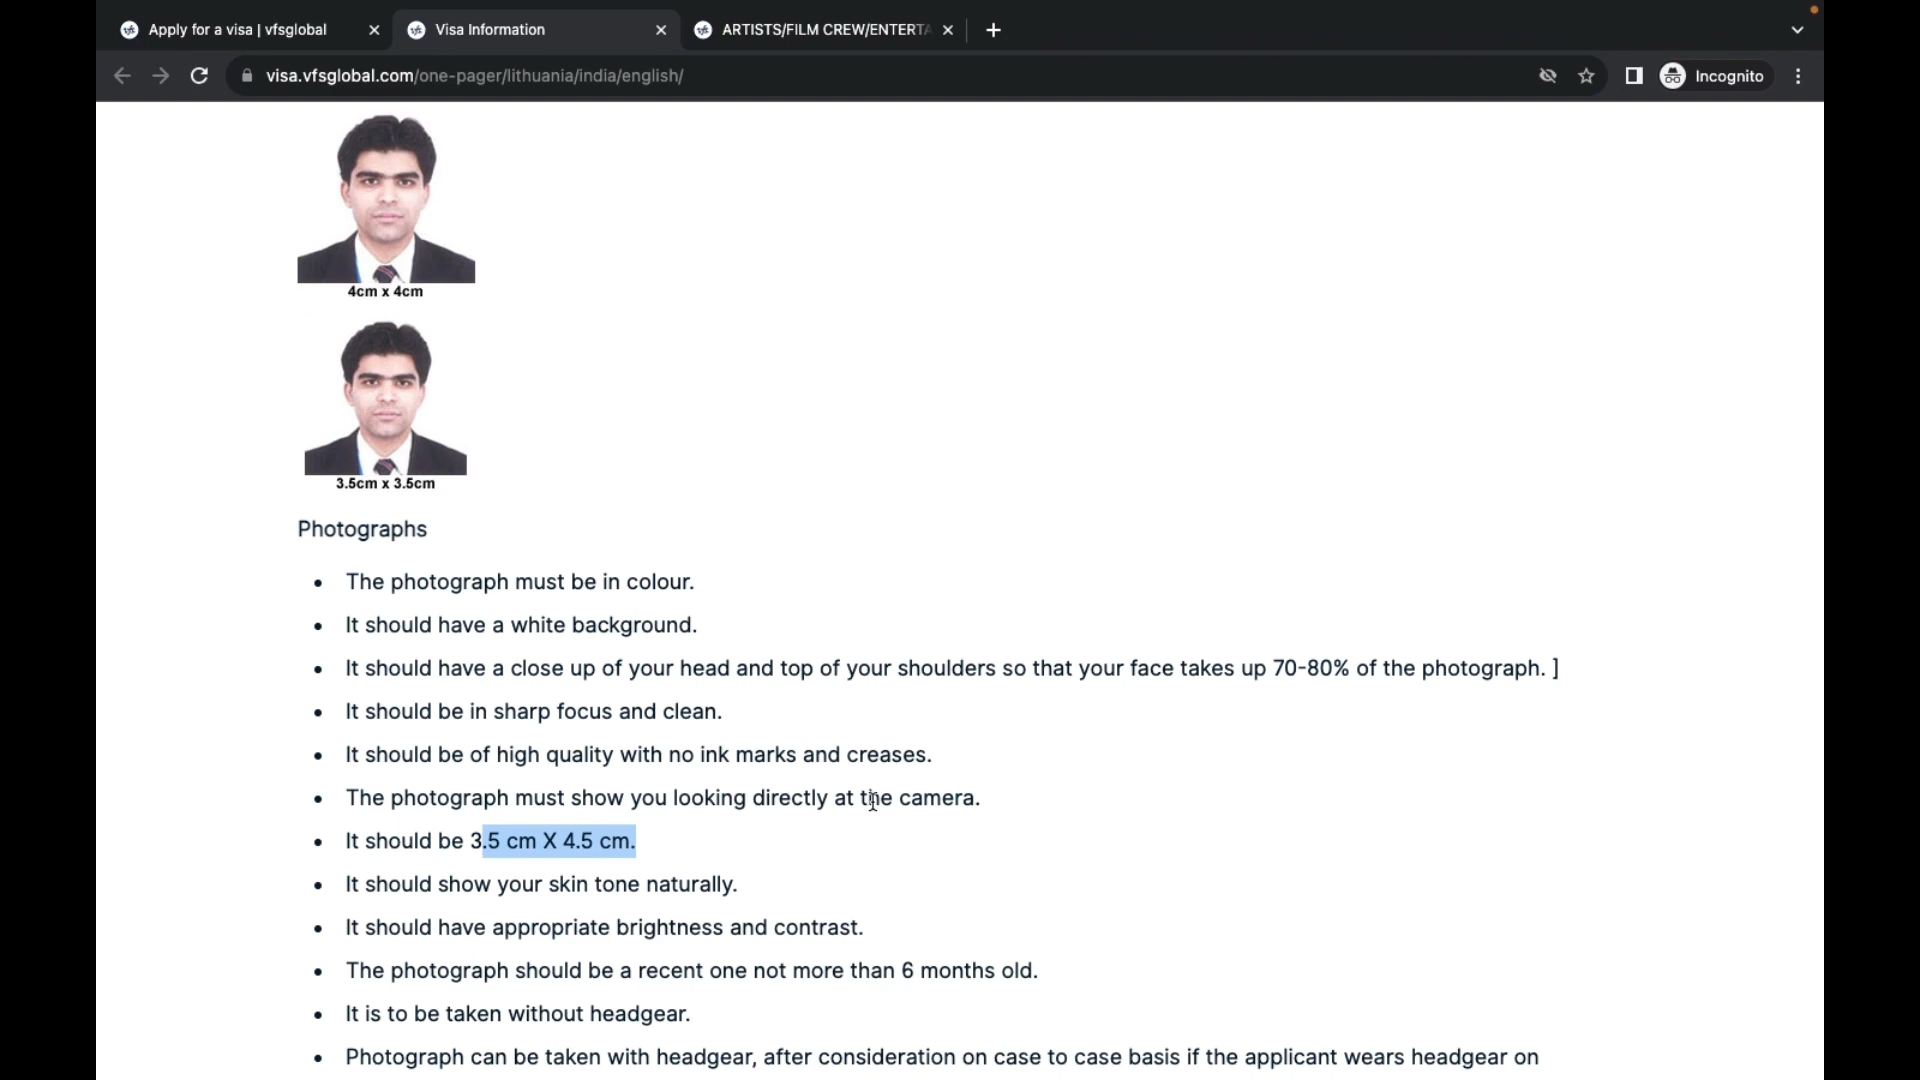 Apply for a visa | vfsglobal
Visa Information
ARTISTS/FILM CREW/ENTERTA
visa.vfsglobal.com/one-pager/lithuania/india/english/
Incognito
4cm x 4cm
3.5cm x 3.5cm
Photographs
• The photograph must be in colour.
• It should have a white background.
• It should have a close up of your head and top of your shoulders so that your face takes up 70-80% of the photograph. ]
• It should be in sharp focus and clean.
• It should be of high quality with no ink marks and creases.
• The photograph must show you looking directly at the camera.
• It should be 3.5 cm X 4.5 cm.
• It should show your skin tone naturally.
• It should have appropriate brightness and contrast.
• The photograph should be a recent one not more than 6 months old.
• It is to be taken without headgear.
• Photograph can be taken with headgear, after consideration on case to case basis if the applicant wears headgear on